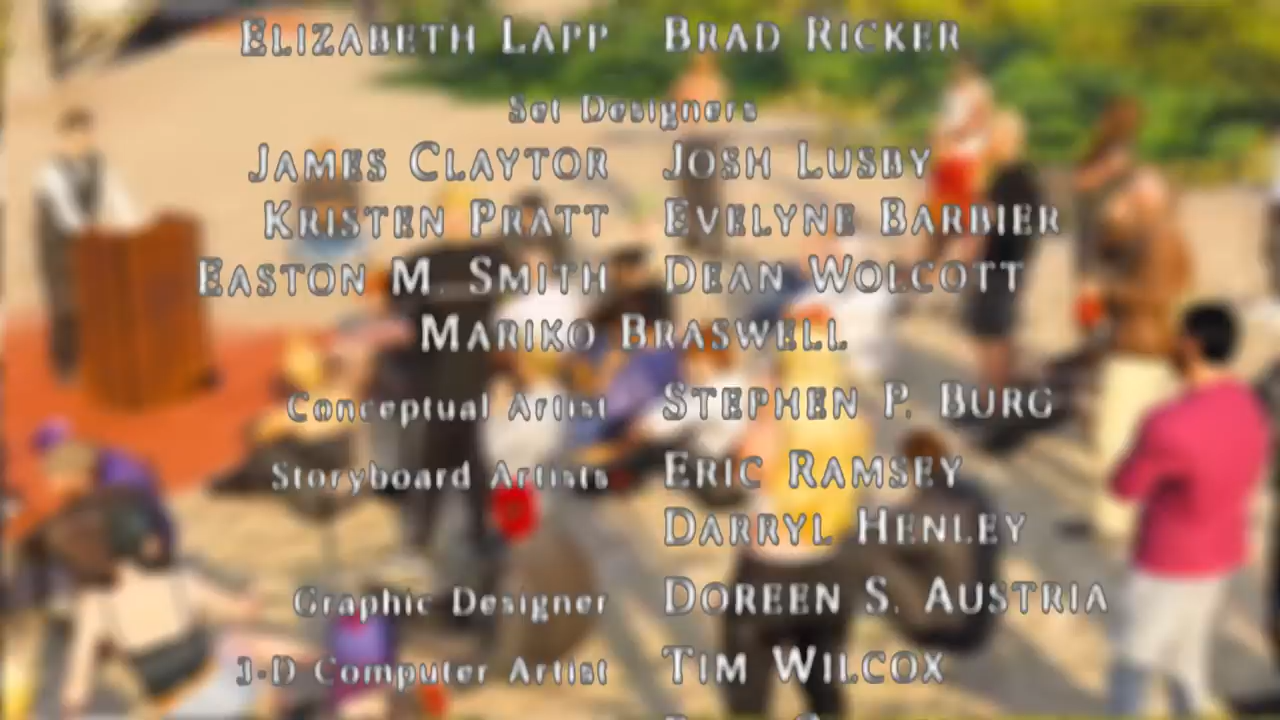 ELIZABETH LAPP BRAD RICKER
Set Designers
JAMES CLAYTOR JOSH LUSBY
KRISTEN PRATT EVELYNE BARBIER
EASTON M. SMITH DEAN WOLCOTT
MARIKO BRASWELL
Conceptual Artist STEPHEN P. BURG
Storyboard Artists ERIC RAMSEY
DARRYL HENLEY
Graphic Designer DOREEN S. AUSTRIA
3-D Computer Artist TIM WILCOX